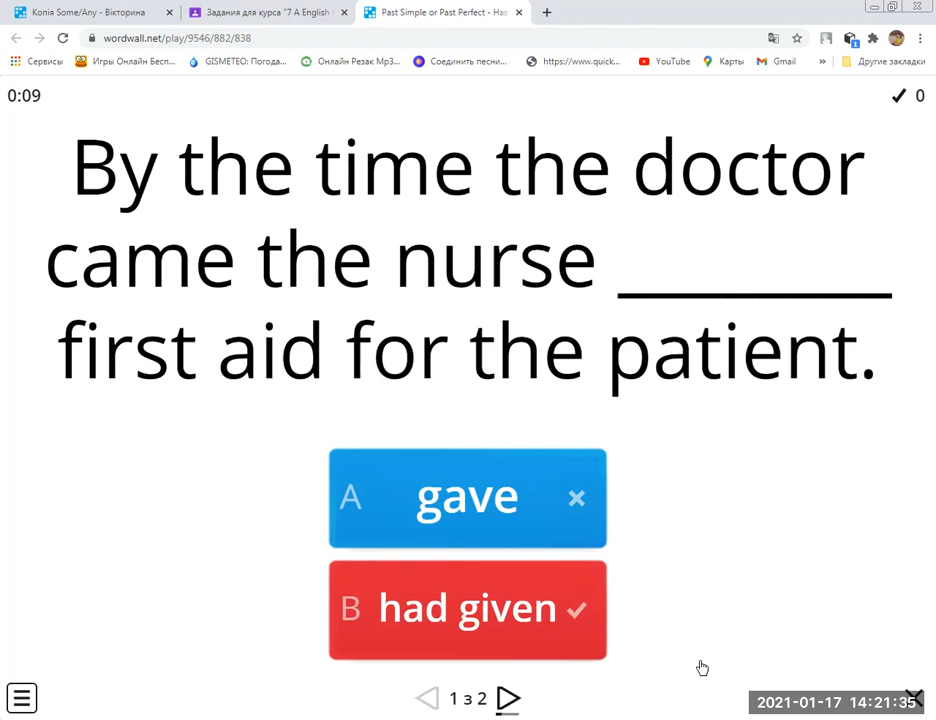 Копія Some/Any - Вікторина
Задания для курса "7 A English
Past Simple or Past Perfect - Нав
wordwall.net/play/9546/882/838
Сервисы
Игры Онлайн Бесп...
GISMETEO: Погода...
Онлайн Резак Mp3...
Соединить песни...
https://www.quick...
YouTube
Карты
Gmail
»
Другие закладки
0:09
0
By the time the doctor
came the nurse ________
first aid for the patient.
A gave
B had given
1 з 2
2021-01-17 14:21:35